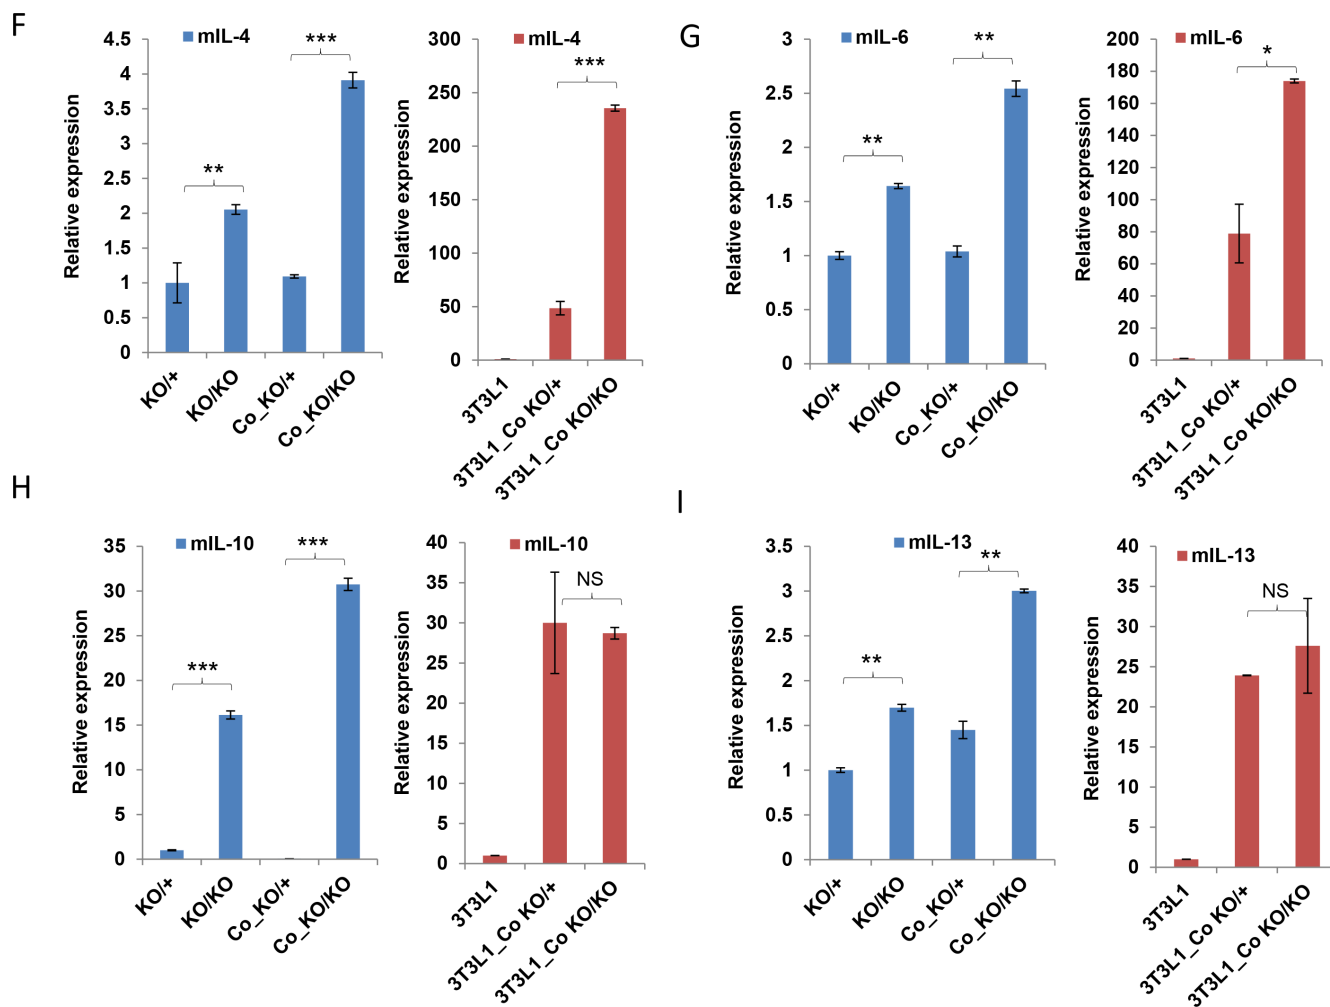 F
mIL-4
Relative expression
4.5
4
3.5
3
2.5
2
1.5
1
0.5
0
**
***
KO/+
KO/KO
Co_KO/+
Co_KO/KO
mIL-4
Relative expression
300
250
200
150
100
50
0
***
3T3L1
3T3L1_Co KO/+
3T3L1_Co KO/KO
G
mIL-6
Relative expression
3
2.5
2
1.5
1
0.5
0
**
**
KO/+
KO/KO
Co_KO/+
Co_KO/KO
mIL-6
Relative expression
200
180
160
140
120
100
80
60
40
20
0
*
3T3L1
3T3L1_Co KO/+
3T3L1_Co KO/KO
H
mIL-10
Relative expression
35
30
25
20
15
10
5
0
***
***
KO/+
KO/KO
Co_KO/+
Co_KO/KO
mIL-10
Relative expression
40
35
30
25
20
15
10
5
0
NS
3T3L1
3T3L1_Co KO/+
3T3L1_Co KO/KO
I
mIL-13
Relative expression
3.5
3
2.5
2
1.5
1
0.5
0
**
**
KO/+
KO/KO
Co_KO/+
Co_KO/KO
mIL-13
Relative expression
40
35
30
25
20
15
10
5
0
NS
3T3L1
3T3L1_Co KO/+
3T3L1_Co KO/KO